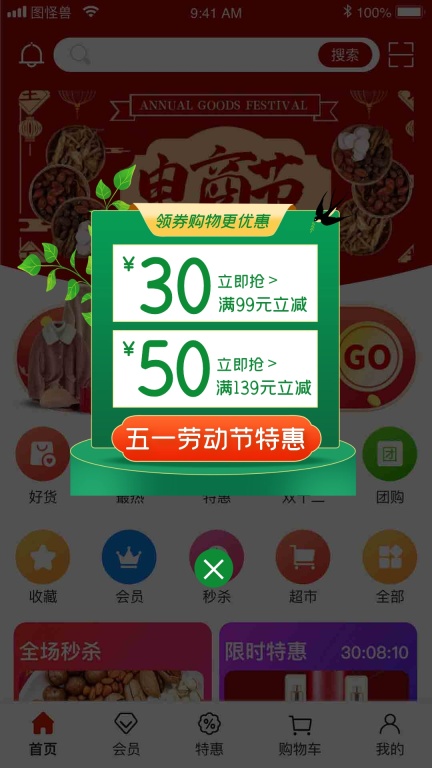 图怪兽
9:41 AM
100%
搜索
ANNUAL GOODS FESTIVAL
电商节
领券购物更优惠
¥30
立即抢 >
满99元立减
¥50
立即抢 >
满139元立减
GO
五一劳动节特惠
团
好货
最热
特惠
双十二
团购
收藏
会员
秒杀
超市
全部
全场秒杀
限时特惠
30:08:10
首页
会员
特惠
购物车
我的